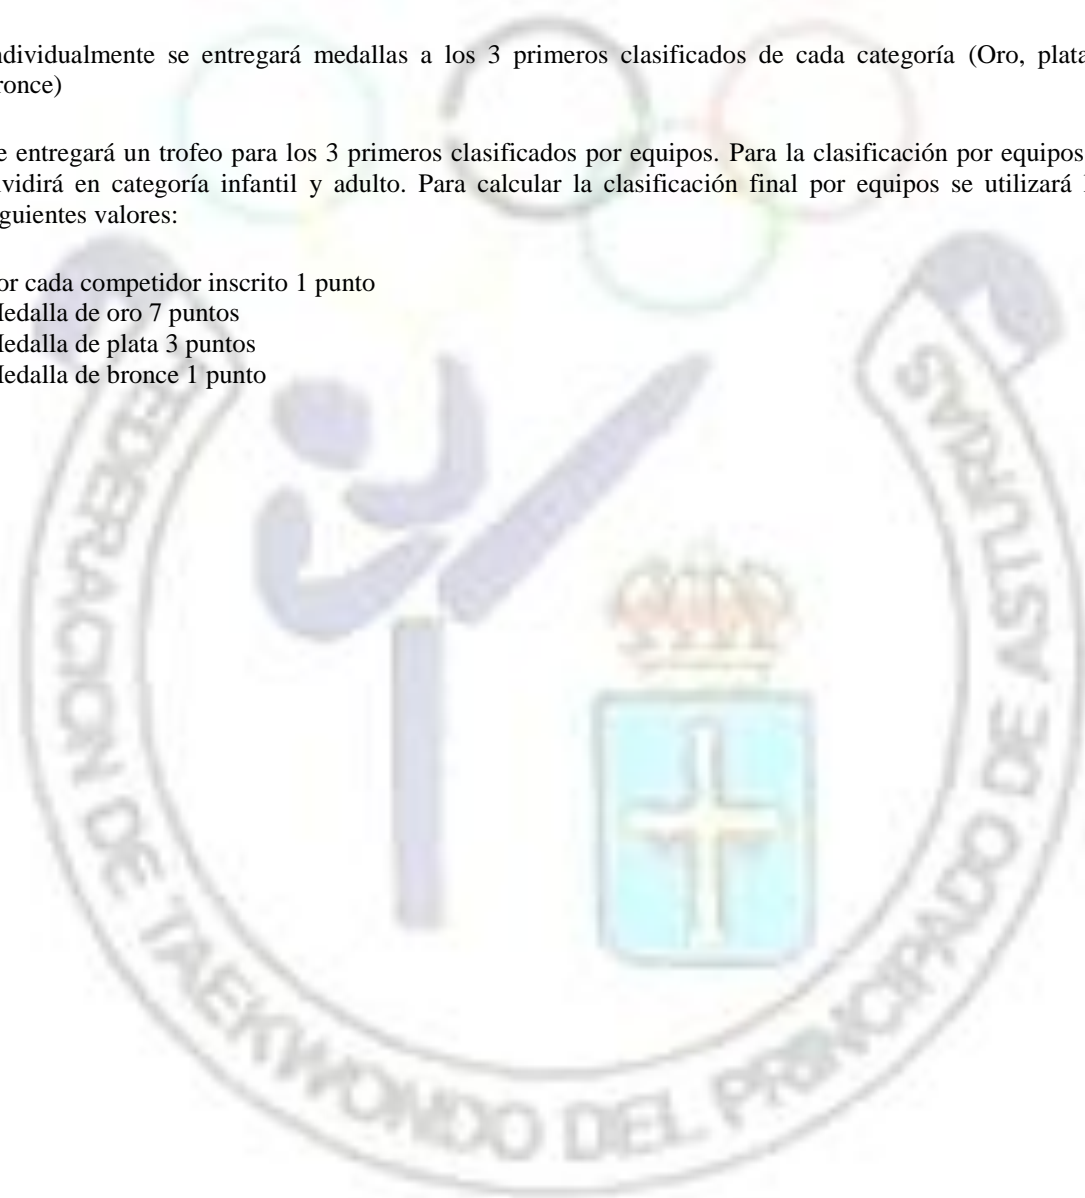 ndividualmente se entregará medallas a los 3 primeros clasificados de cada categoría (Oro, plata
ronce)
e entregará un trofeo para los 3 primeros clasificados por equipos. Para la clasificación por equipos
vidirá en categoría infantil y adulto. Para calcular la clasificación final por equipos se utilizará l
guientes valores:
or cada competidor inscrito 1 punto
Medalla de oro 7 puntos
Medalla de plata 3 puntos
Medalla de bronce 1 punto
FEDERACION DE TAEKWONDO DEL PRINCIPADO DE ASTURIAS